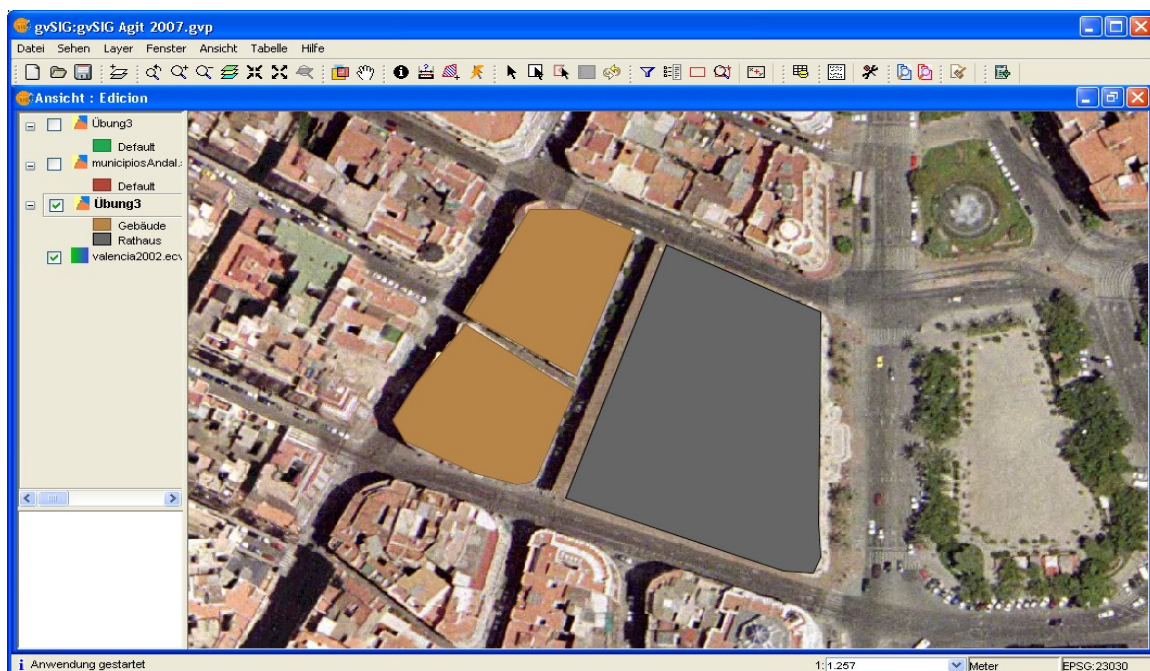 gvSIG:gvSIG Agit 2007.gvp
Datei Sehen Layer Fenster Ansicht Tabelle Hilfe
Ansicht : Edicion
Übung3
Default
municipiosAndal.s
Default
Übung3
Gebäude
Rathaus
valencia2002.ecv
Anwendung gestartet
1: 1.257 Meter EPSG:23030